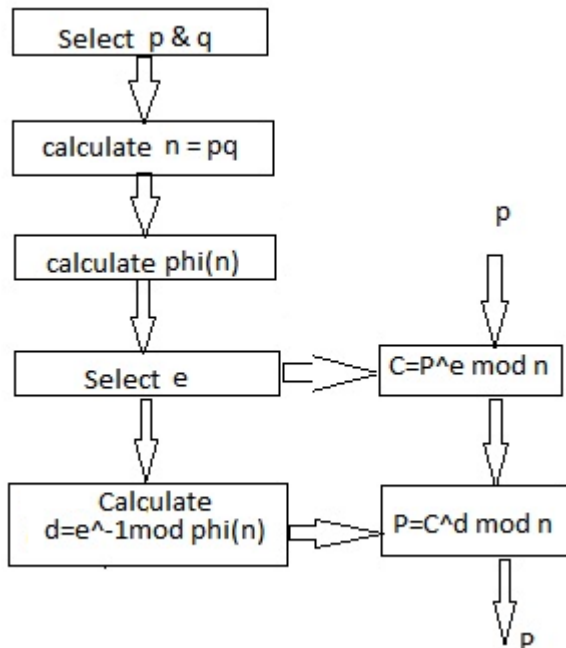 Select p & q
calculate n = pq
calculate phi(n)
Select e
Calculate
d=e^-1mod phi(n)
p
C=P^e mod n
P=C^d mod n
p